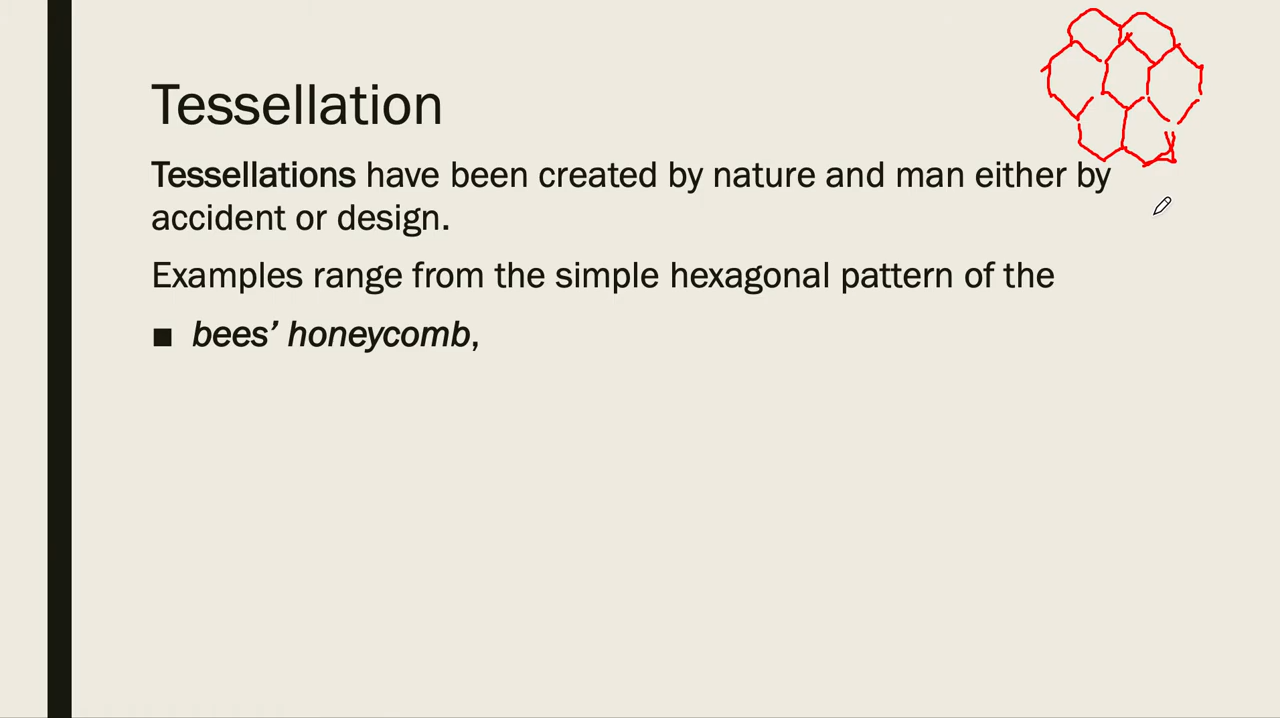 Tessellation
Tessellations have been created by nature and man either by
accident or design.
Examples range from the simple hexagonal pattern of the
■ bees’ honeycomb,